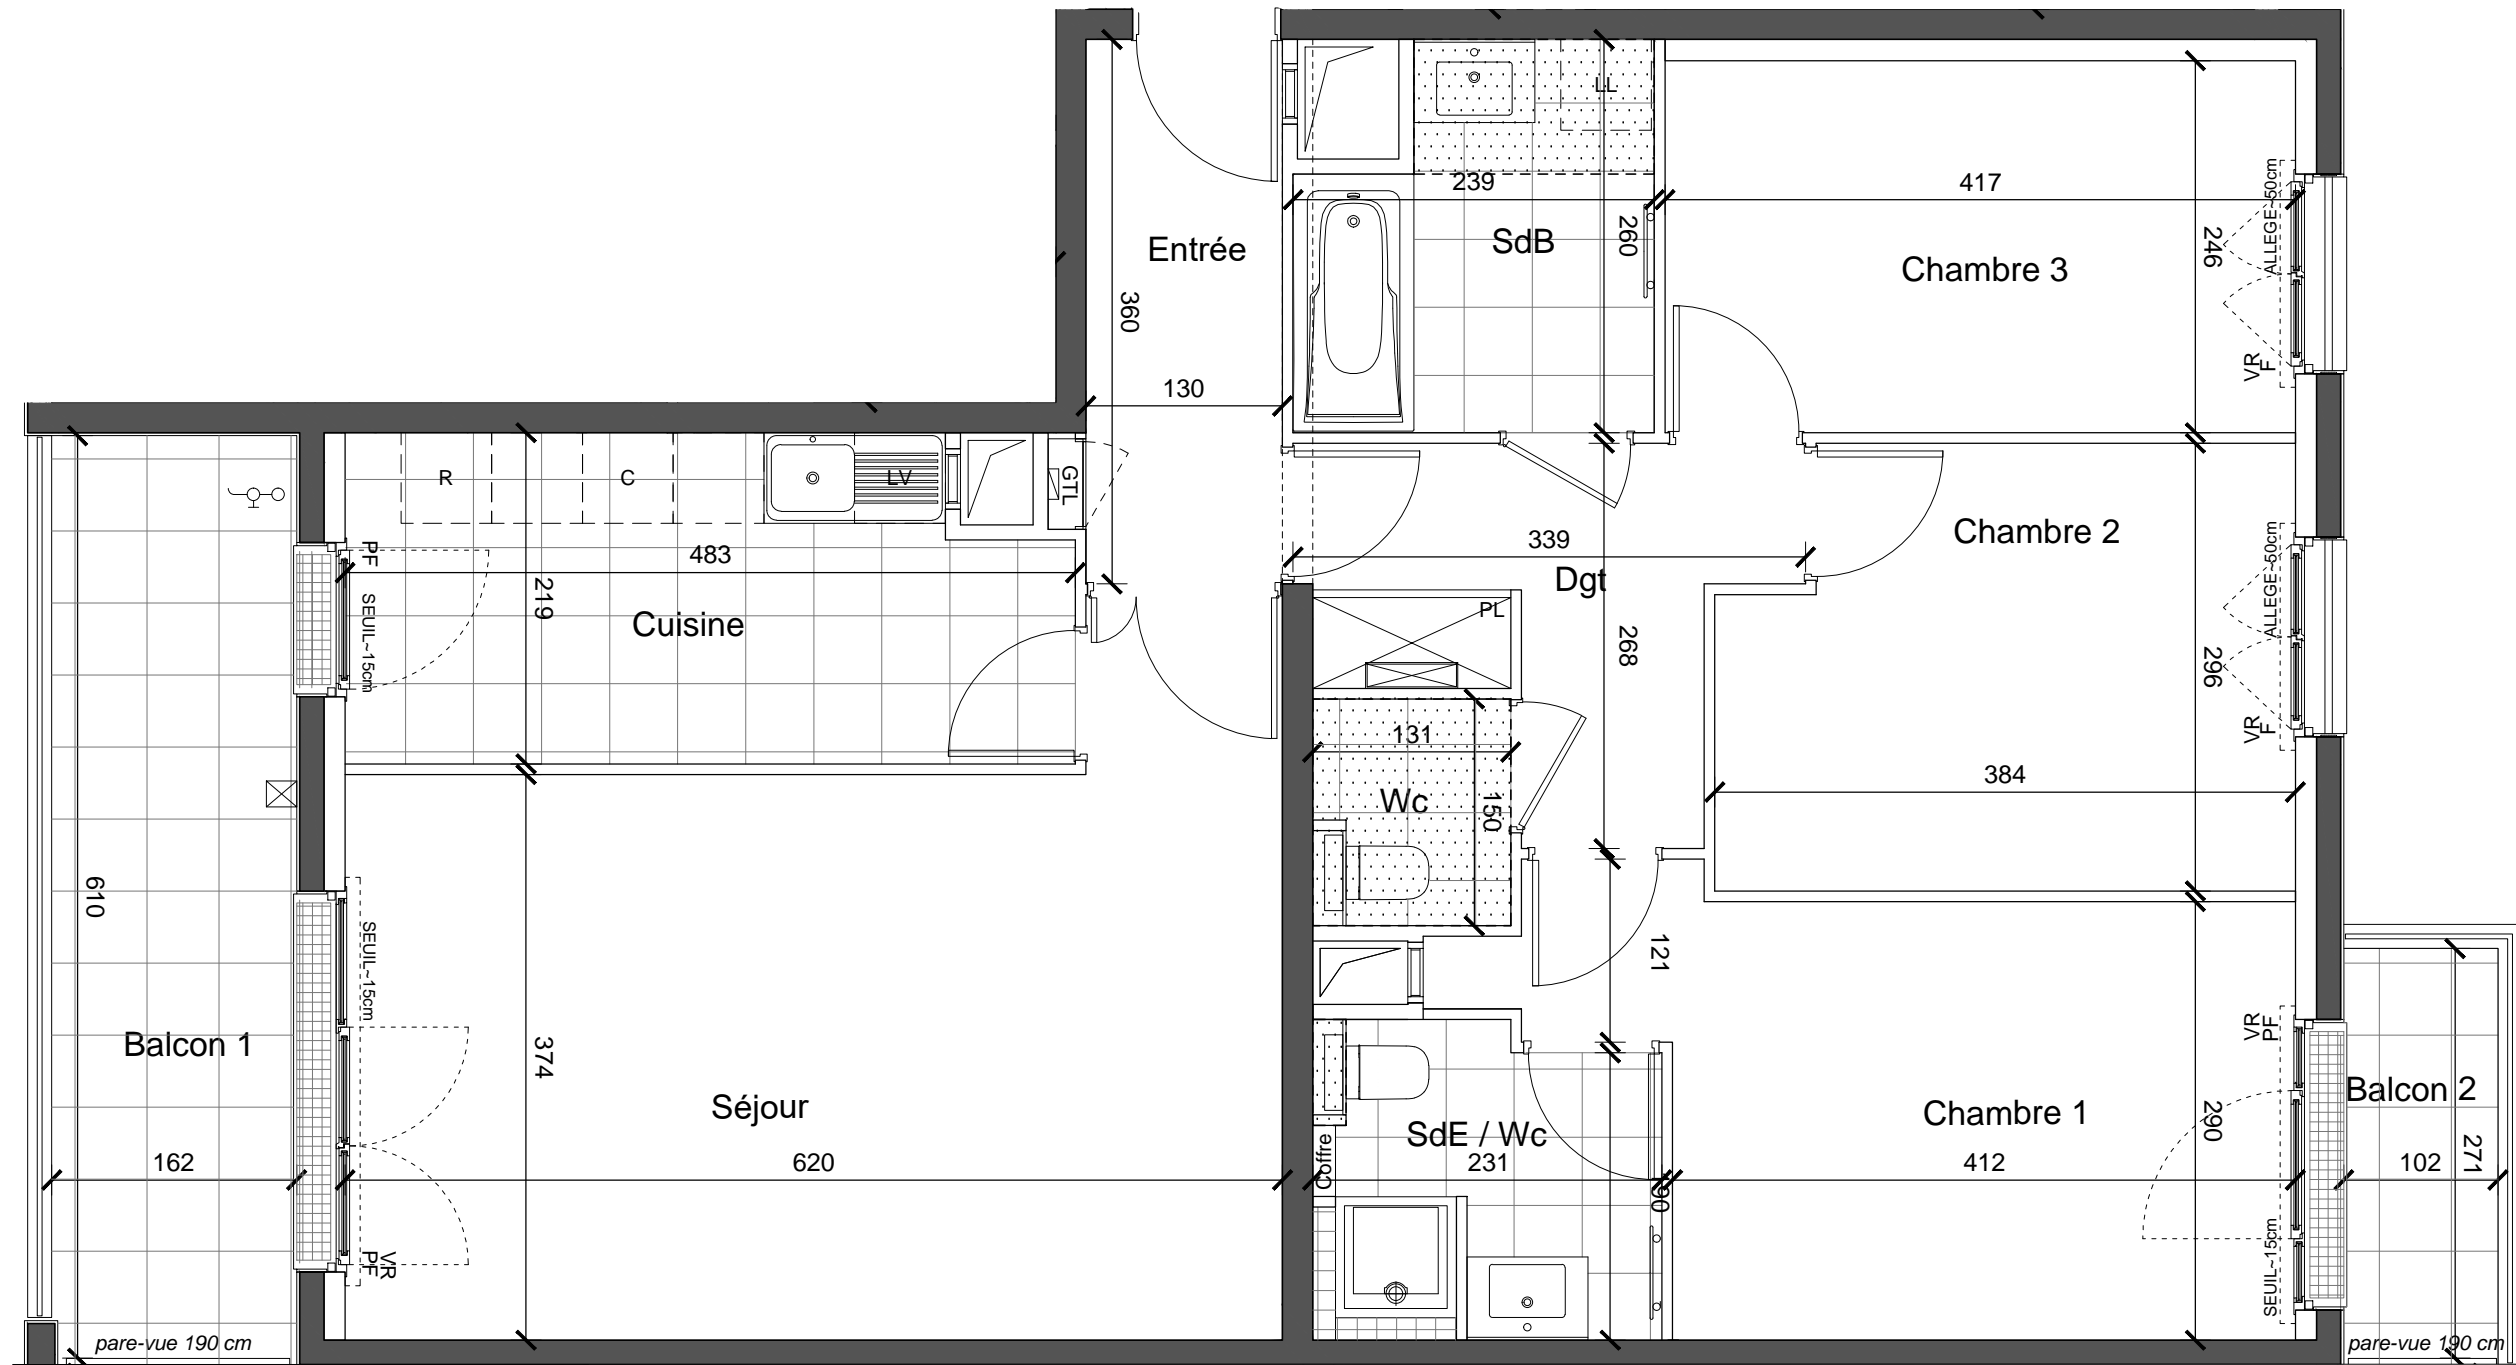 LL
239
417
ALLEGE~50cm
Entrée
SdB
260
246
Chambre 3
360
VR
F
130
R
C
LV
GTL
PF
483
339
Chambre 2
ALLEGE~50cm
Dgt
SEUIL~15cm
219
Cuisine
PL
268
296
VR
F
131
384
Wc
150
610
SEUIL~15cm
121
Balcon 1
374
VR
PF
Balcon 2
Séjour
Chambre 1
290
SdE / Wc
Coffre
162
620
231
412
102
271
190
VR
PF
SEUIL~15cm
pare-vue 190 cm
pare-vue 190 cm